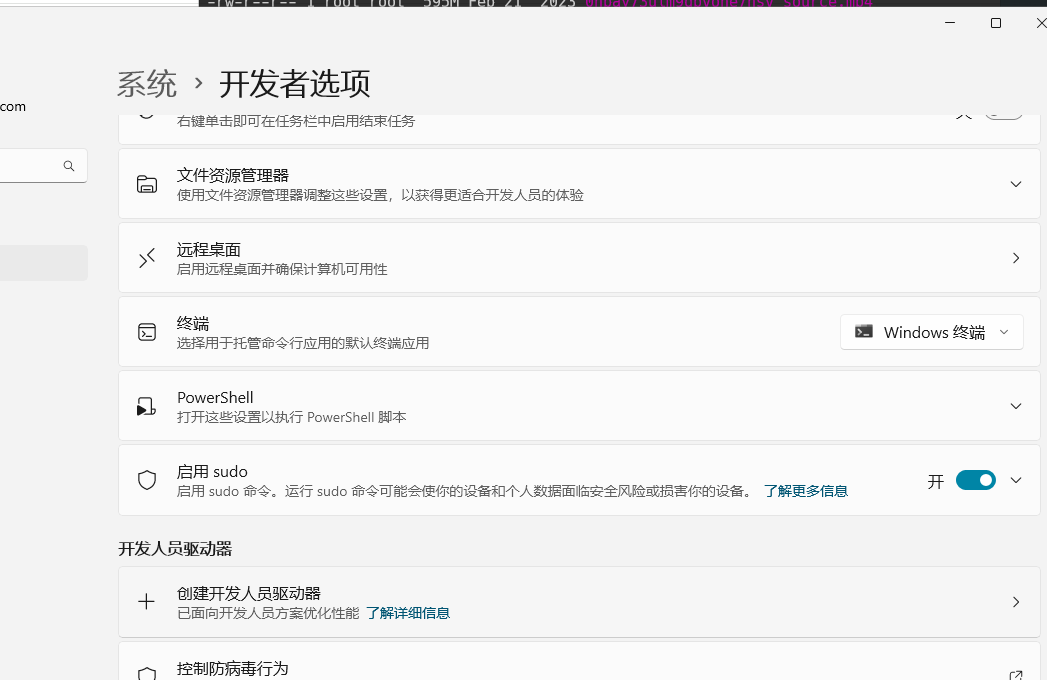 -rw-r--r-- 1 root root 595M Feb 21 2023
系统 › 开发者选项
com
右键单击即可在任务栏中启用结束任务
文件资源管理器
使用文件资源管理器调整这些设置，以获得更适合开发人员的体验
远程桌面
启用远程桌面并确保计算机可用性
终端
选择用于托管命令行应用的默认终端应用
Windows 终端
PowerShell
打开这些设置以执行 PowerShell 脚本
启用 sudo
启用 sudo 命令。运行 sudo 命令可能会使你的设备和个人数据面临安全风险或损害你的设备。 了解更多信息
开
开发人员驱动器
创建开发人员驱动器
已面向开发人员方案优化性能 了解详细信息
控制防病毒行为